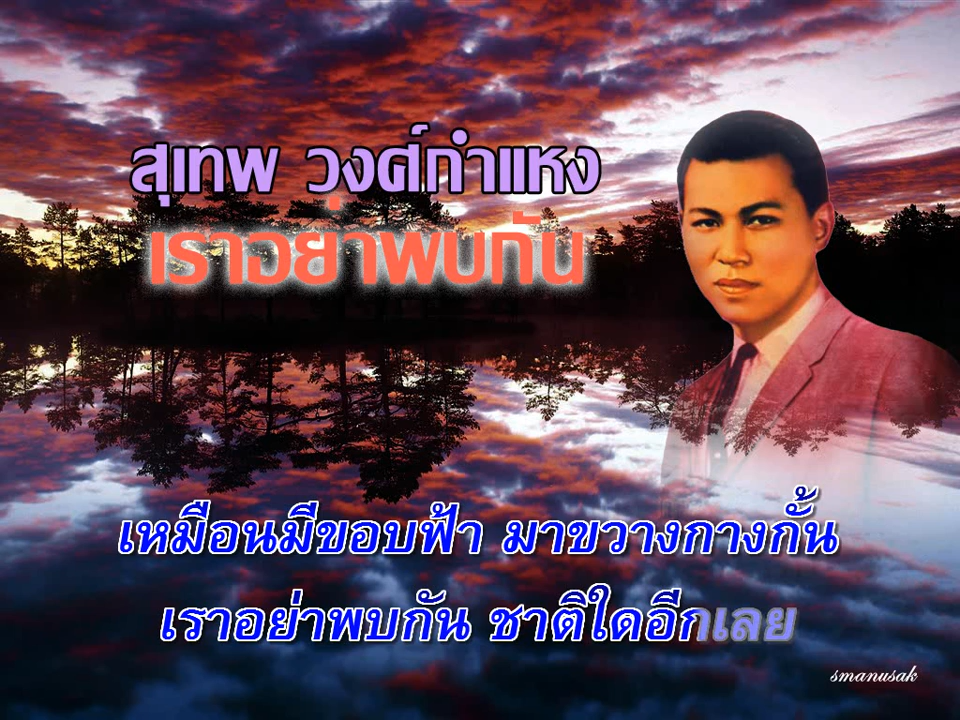 สุเทพ วงศ์กำแหง
เราอย่าพบกัน
เหมือนมีขอบฟ้า มาขวางกางกั้น
เราอย่าพบกัน ชาติใดอีกเลย
smanusak